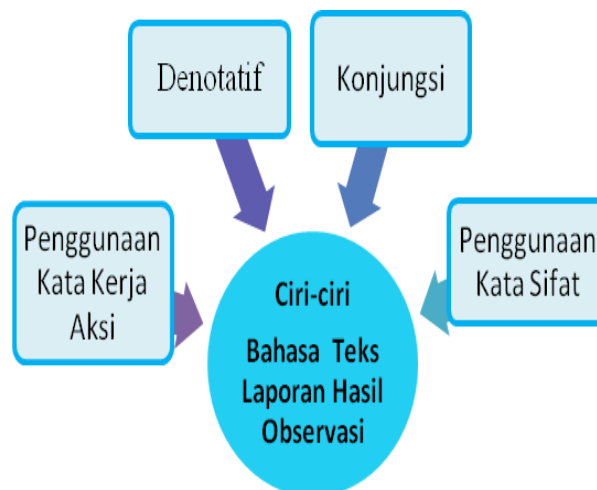 Denotatif
Konjungsi
Penggunaan
Kata Kerja
Aksi
Penggunaan
Kata Sifat
Ciri-ciri
Bahasa Teks
Laporan Hasil
Observasi